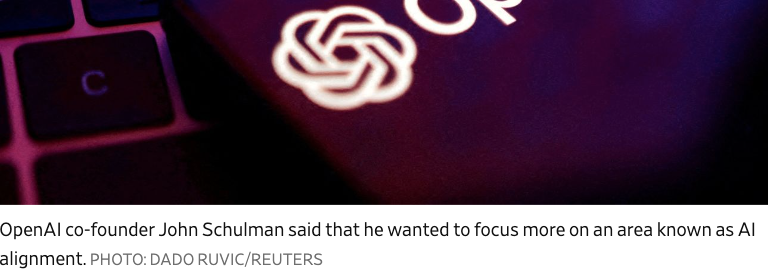 Op
C
OpenAI co-founder John Schulman said that he wanted to focus more on an area known as AI
alignment. PHOTO: DADO RUVIC/REUTERS